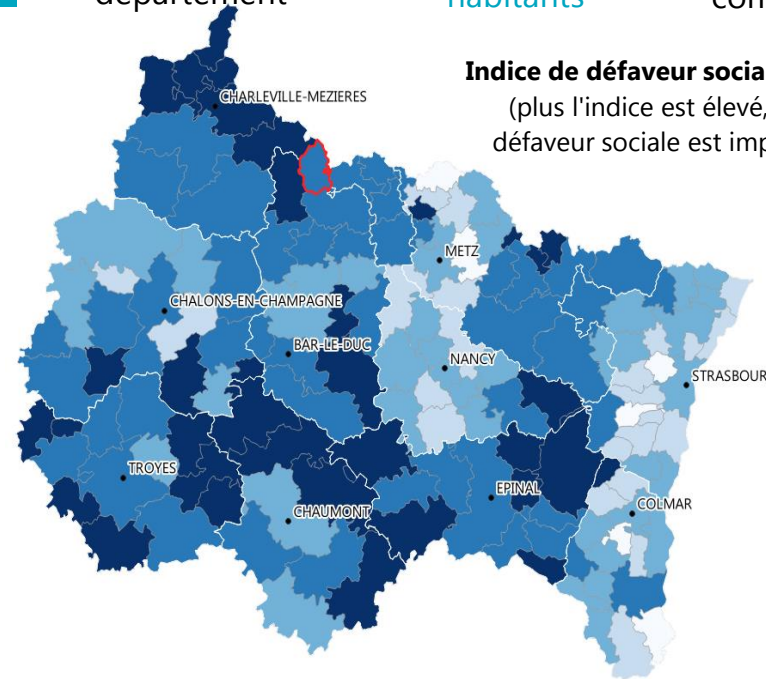 département habitants
Indice de défaveur socia
(plus l'indice est élevé,
défaveur sociale est imp
CHARLEVILLE-MEZIERES
METZ
CHALONS-EN-CHAMPAGNE
BAR-LE-DUC
NANCY
STRASBOUR
TROYES
EPINAL
CHAUMONT
COLMAR